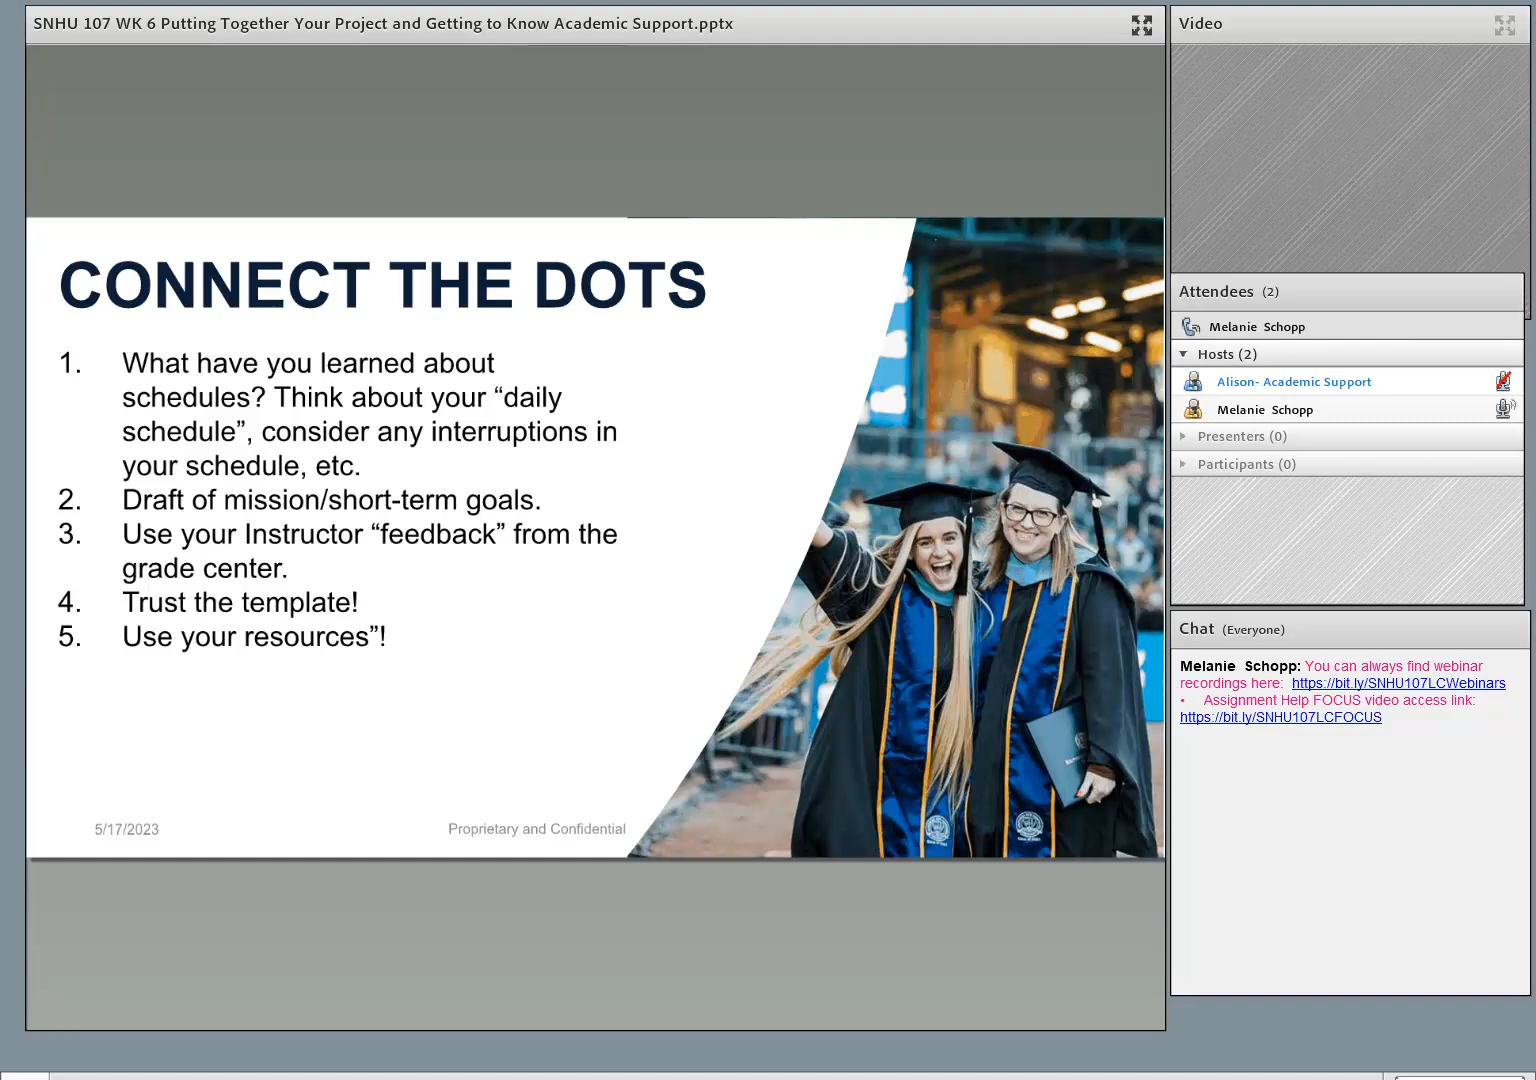 SNHU 107 WK 6 Putting Together Your Project and Getting to Know Academic Support.pptx
CONNECT THE DOTS
1. What have you learned about
schedules? Think about your “daily
schedule”, consider any interruptions in
your schedule, etc.
2. Draft of mission/short-term goals.
3. Use your Instructor “feedback” from the
grade center.
4. Trust the template!
5. Use your resources”!
5/17/2023
Proprietary and Confidential
Video
Attendees (2)
Melanie Schopp
Hosts (2)
Alison- Academic Support
Melanie Schopp
Presenters (0)
Participants (0)
Chat (Everyone)
Melanie Schopp: You can always find webinar
recordings here: https://bit.ly/SNHU107LCWebinars
• Assignment Help FOCUS video access link:
https://bit.ly/SNHU107LCFOCUS